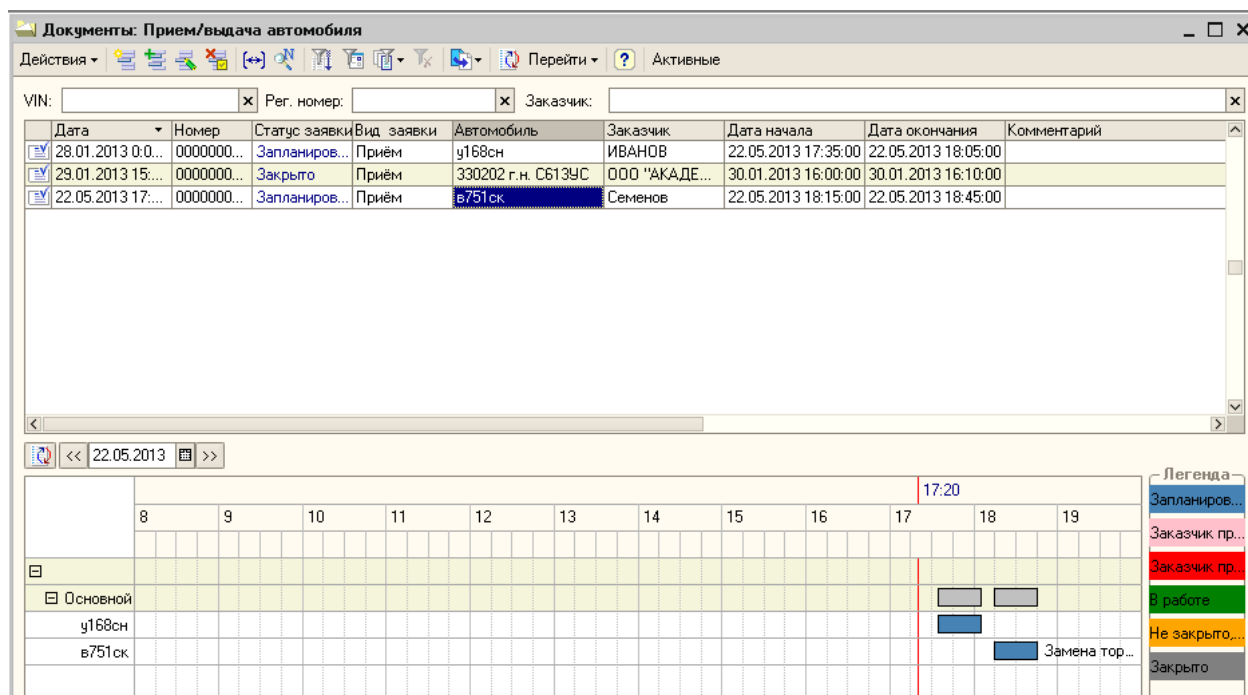 Документы: Прием/выдача автомобиля
Действия Перейти ? Активные
VIN: Рег. номер: Заказчик:
Дата Номер Статус заявки Вид заявки Автомобиль Заказчик Дата начала Дата окончания Комментарий
28.01.2013 0:0... 0000000... Запланиров... Приём у168сн ИВАНОВ 22.05.2013 17:35:00 22.05.2013 18:05:00
29.01.2013 15:... 0000000... Закрыто Приём 330202 г.н. С613УС ООО "АКАДЕ... 30.01.2013 16:00:00 30.01.2013 16:10:00
22.05.2013 17:... 0000000... Запланиров... Приём в751ск Семенов 22.05.2013 18:15:00 22.05.2013 18:45:00
<< 22.05.2013 >>
17:20
8 9 10 11 12 13 14 15 16 17 18 19
Основной
у168сн
в751ск Замена тор...
Легенда
Запланиров...
Заказчик пр...
Заказчик пр...
В работе
Не закрыто,...
Закрыто